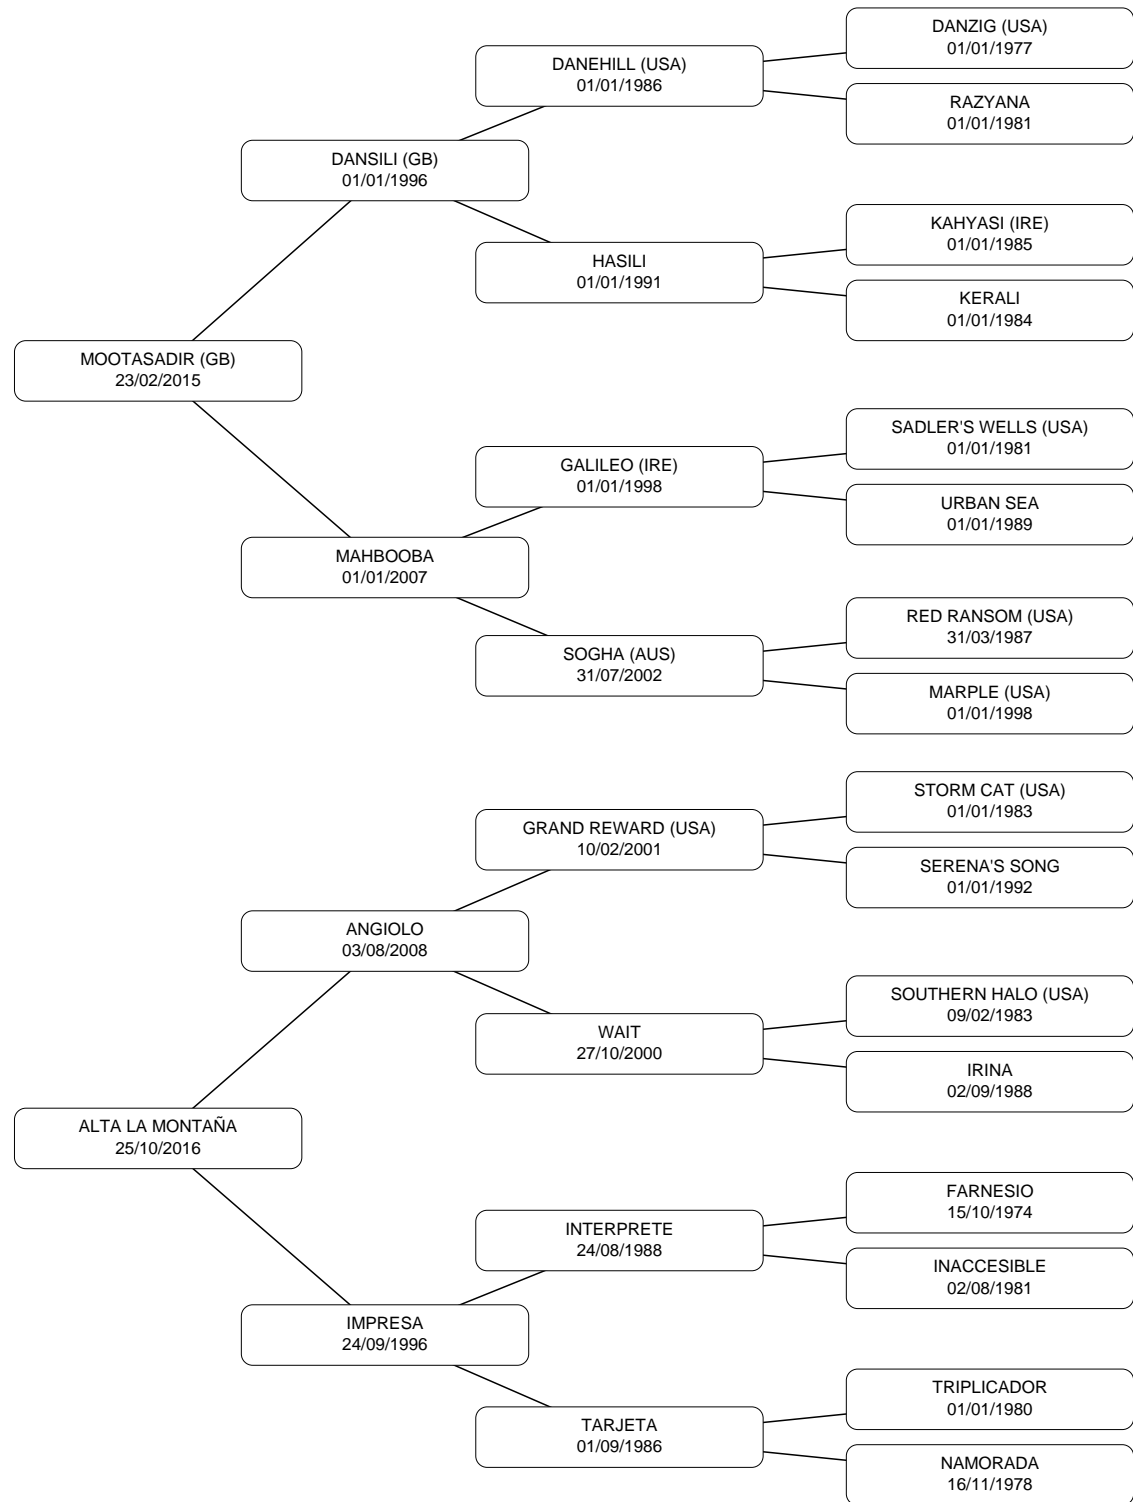 DANZIG (USA)
01/01/1977
DANEHILL (USA)
01/01/1986
RAZYANA
01/01/1981
DANSILI (GB)
01/01/1996
KAHYASI (IRE)
01/01/1985
HASILI
01/01/1991
KERALI
01/01/1984
MOOTASADIR (GB)
23/02/2015
SADLER'S WELLS (USA)
01/01/1981
GALILEO (IRE)
01/01/1998
URBAN SEA
01/01/1989
MAHBOOBA
01/01/2007
RED RANSOM (USA)
31/03/1987
SOGHA (AUS)
31/07/2002
MARPLE (USA)
01/01/1998
STORM CAT (USA)
01/01/1983
GRAND REWARD (USA)
10/02/2001
SERENA'S SONG
01/01/1992
ANGIOLO
03/08/2008
SOUTHERN HALO (USA)
09/02/1983
WAIT
27/10/2000
IRINA
02/09/1988
ALTA LA MONTAÑA
25/10/2016
FARNESIO
15/10/1974
INTERPRETE
24/08/1988
INACCESIBLE
02/08/1981
IMPRESA
24/09/1996
TRIPLICADOR
01/01/1980
TARJETA
01/09/1986
NAMORADA
16/11/1978